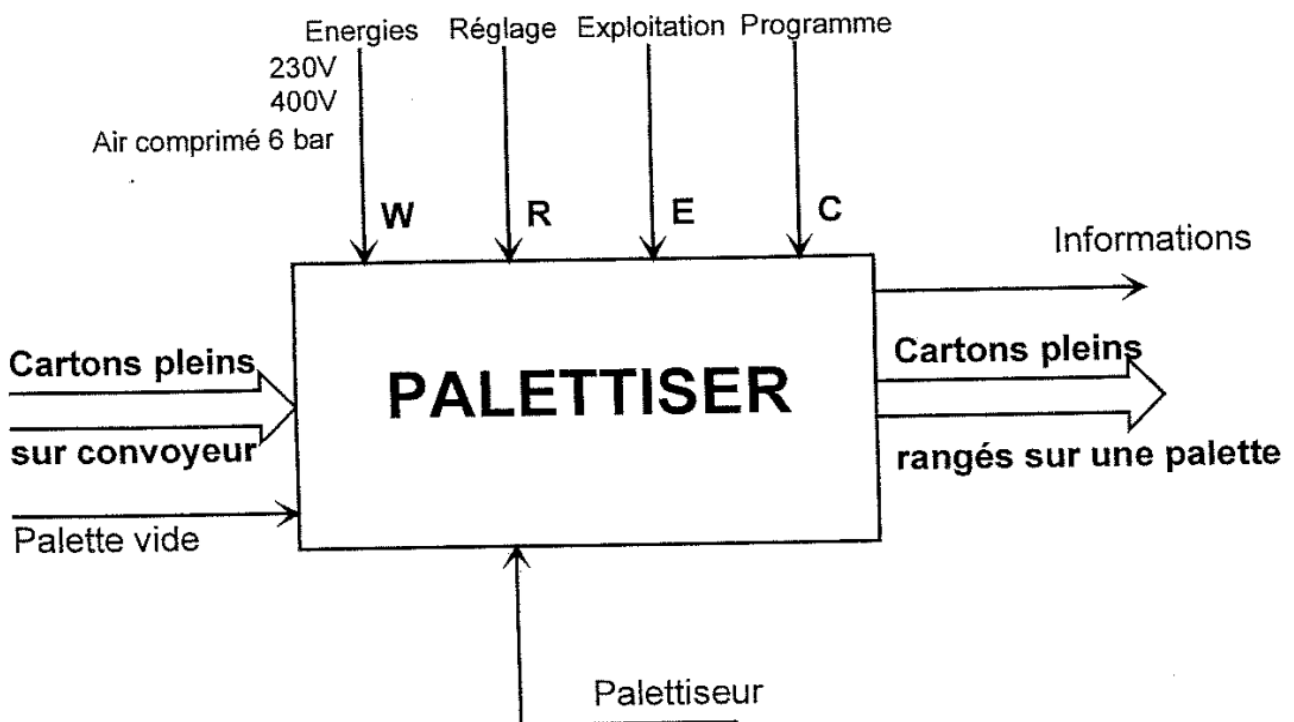 Energies Réglage Exploitation Programme
230V
400V
Air comprimé 6 bar
W R E C
Informations
Cartons pleins
sur convoyeur
PALETTISER
Cartons pleins
rangés sur une palette
Palette vide
Palettiseur